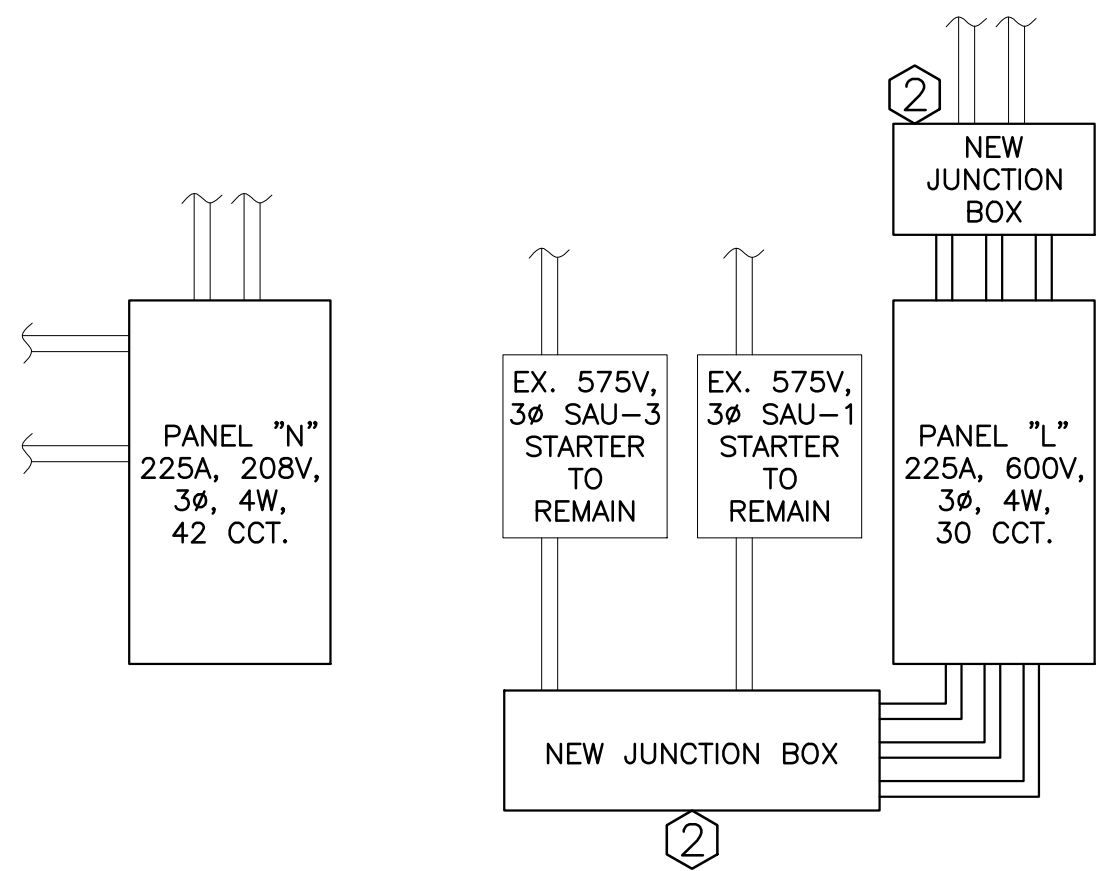 2
NEW
JUNCTION
BOX
PANEL "N"
225A, 208V,
3ø, 4W,
42 CCT.
EX. 575V,
3ø SAU-3
STARTER
TO
REMAIN
EX. 575V,
3ø SAU-1
STARTER
TO
REMAIN
PANEL "L"
225A, 600V,
3ø, 4W,
30 CCT.
NEW JUNCTION BOX
2